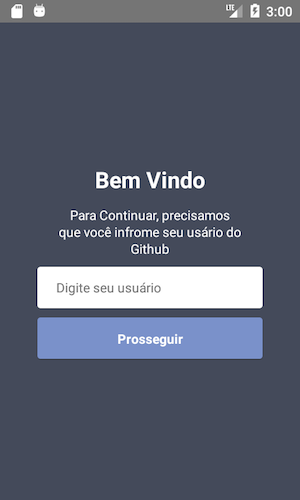 LTE 3:00
Bem Vindo
Para Continuar, precisamos
que você infrome seu usário do
Github
Digite seu usuário
Prosseguir